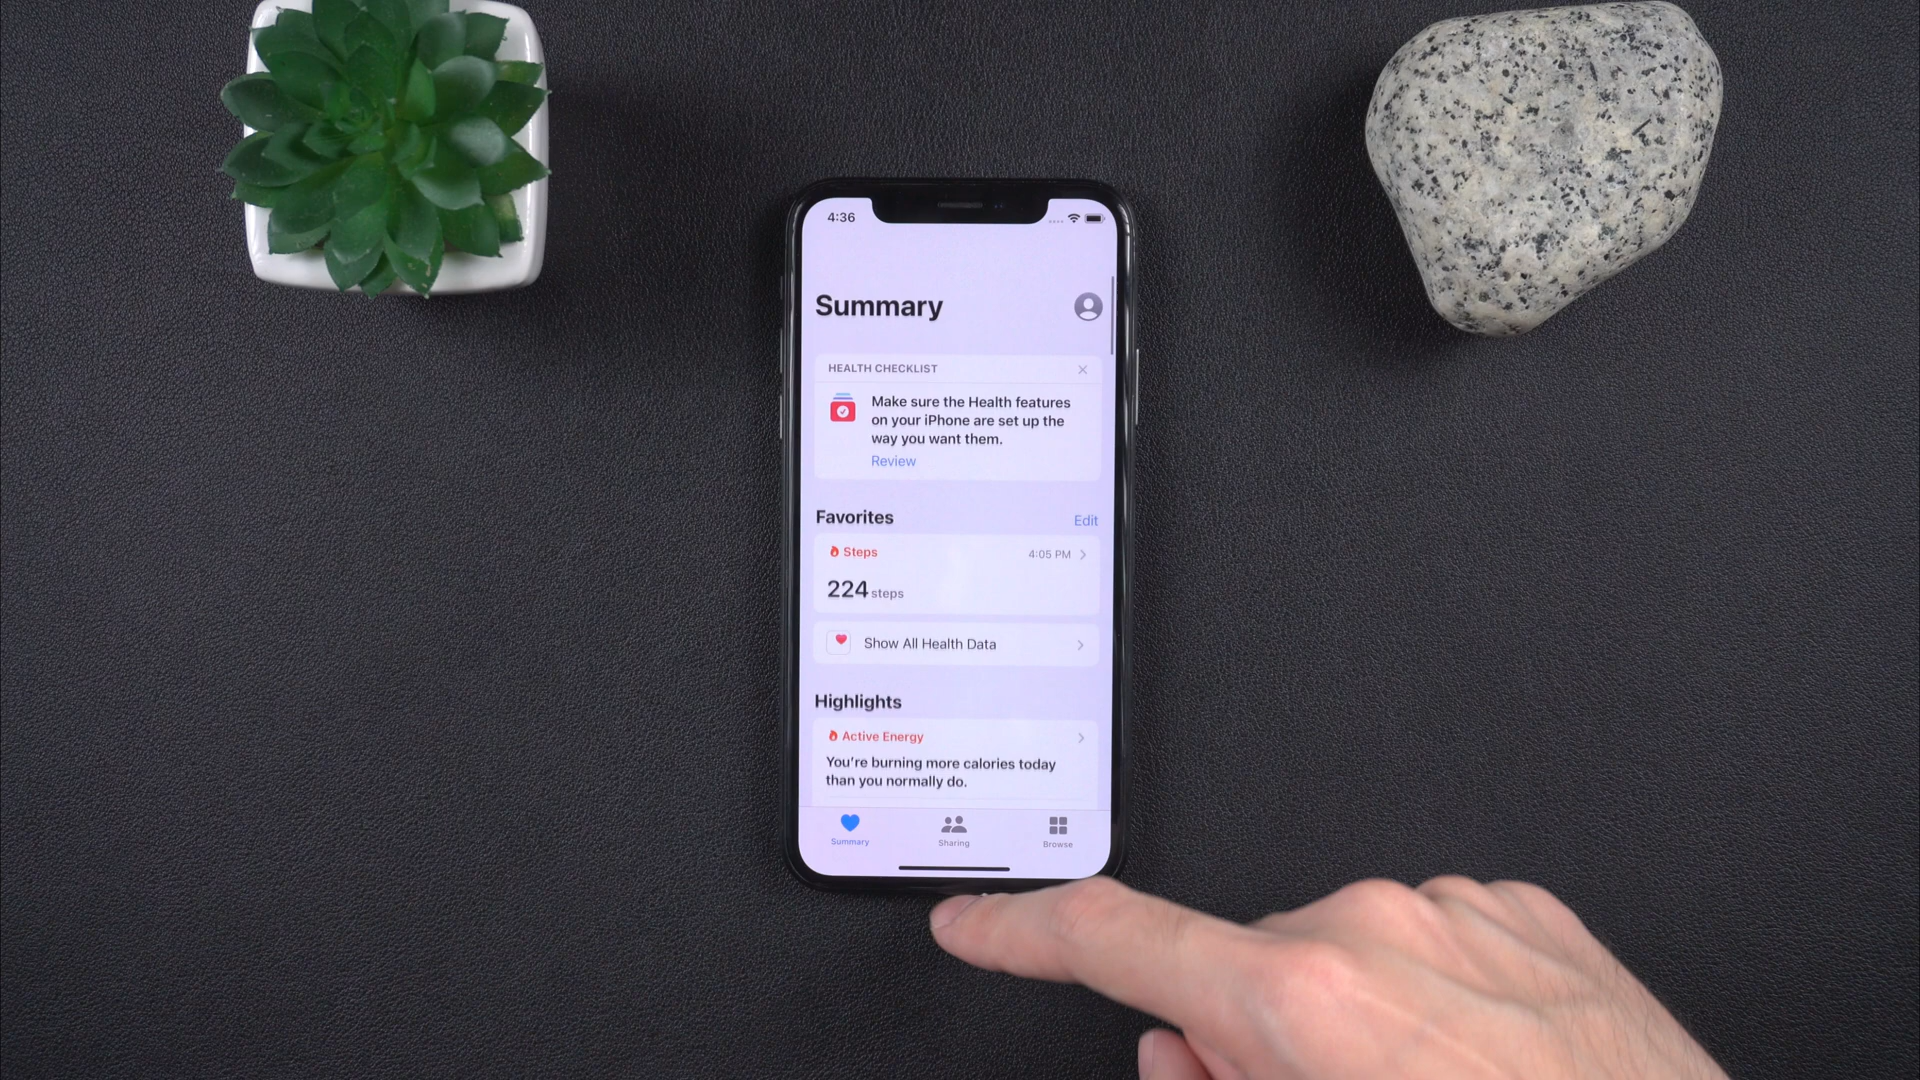 4:36
Summary
HEALTH CHECKLIST
Make sure the Health features
on your iPhone are set up the
way you want them.
Review
Favorites
Edit
Steps
4:05 PM
224 steps
Show All Health Data
Highlights
Active Energy
You're burning more calories today
than you normally do.
Summary
Sharing
Browse